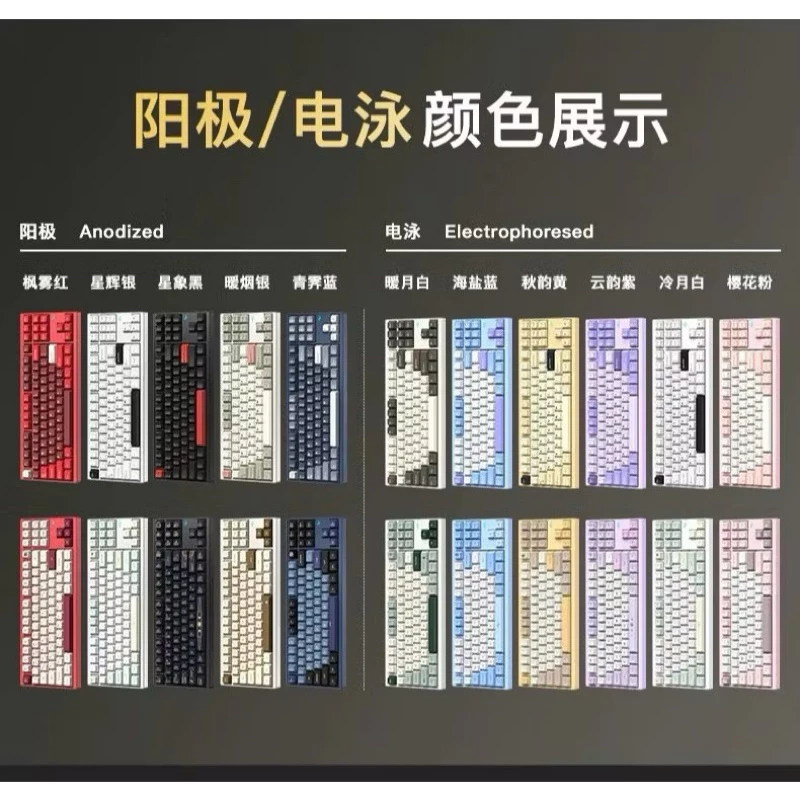 阳极/电泳颜色展示
阳极 Anodized
枫雾红 星辉银 星象黑 暖烟银 青霁蓝
电泳 Electrophoresed
暖月白 海盐蓝 秋韵黄 云韵紫 冷月白 樱花粉